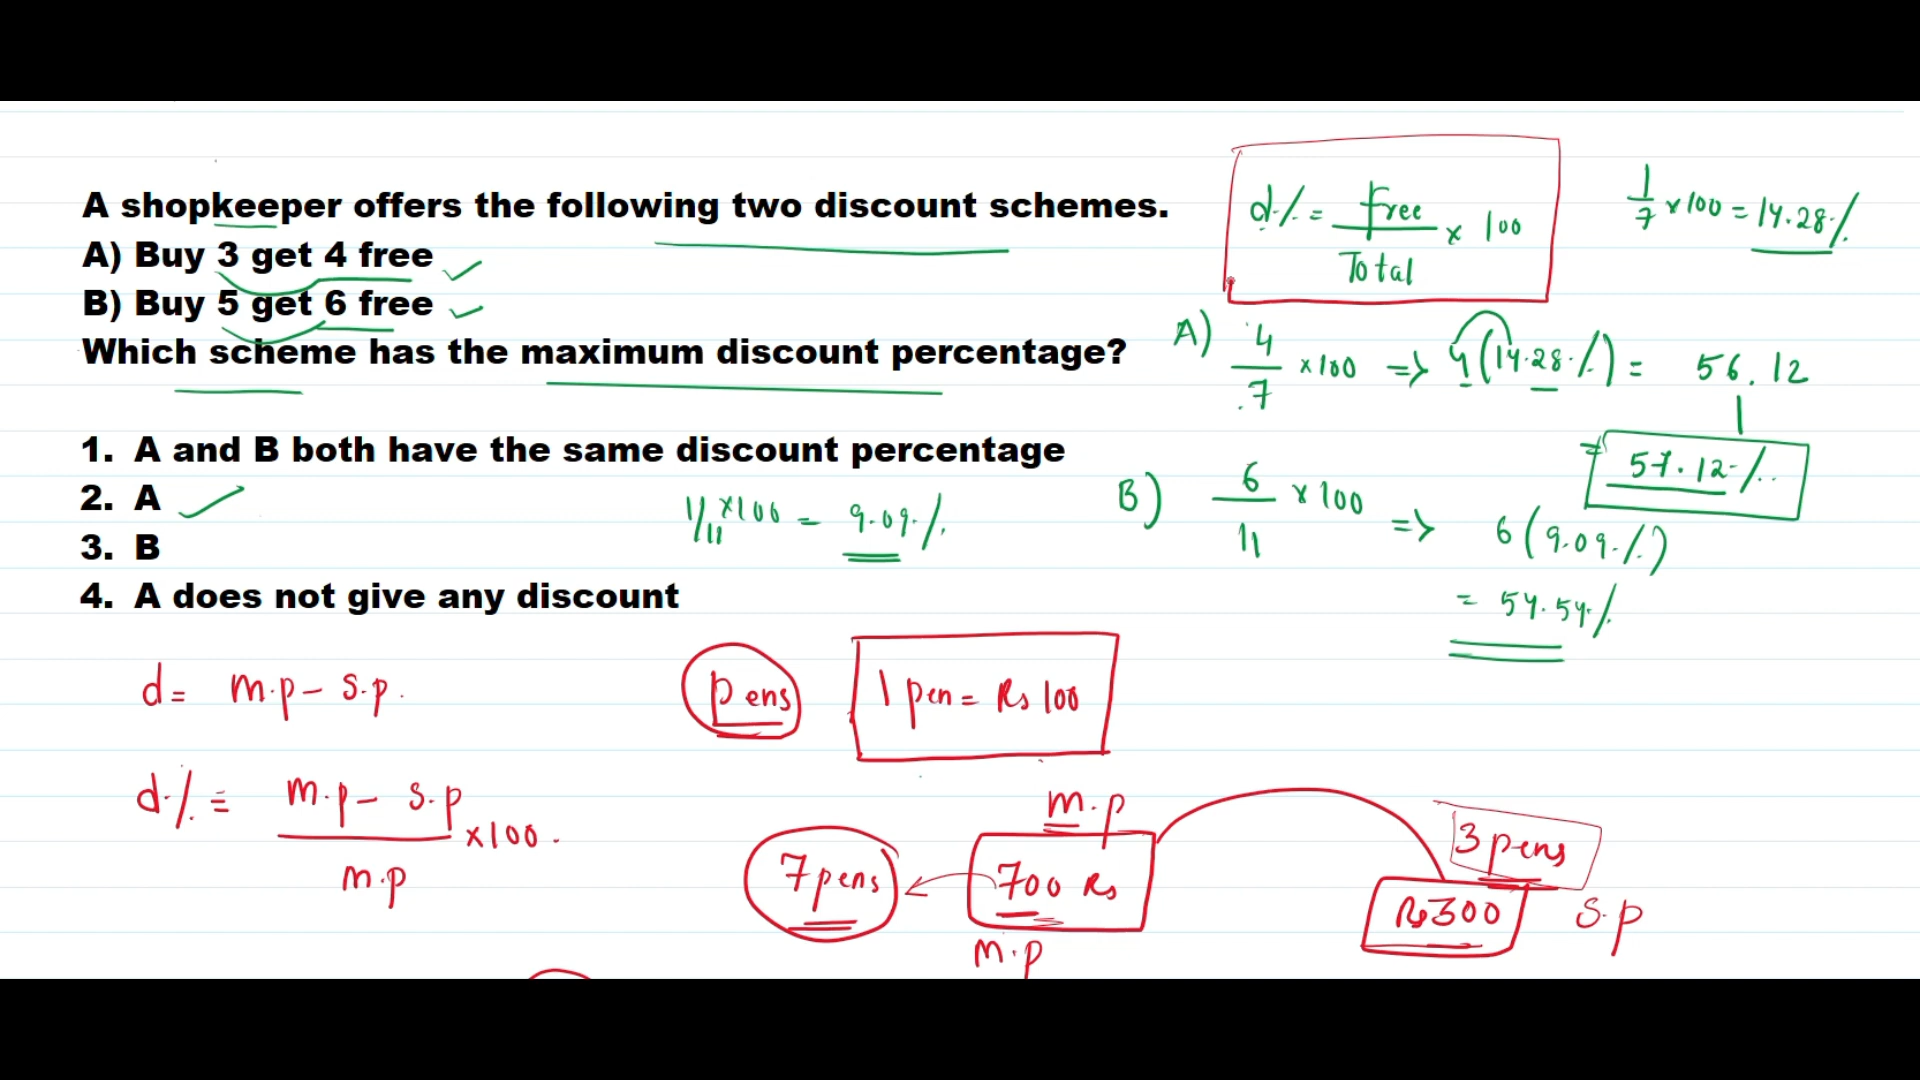 A shopkeeper offers the following two discount schemes.
A) Buy 3 get 4 free
B) Buy 5 get 6 free
Which scheme has the maximum discount percentage?
1. A and B both have the same discount percentage
2. A
3. B
4. A does not give any discount
d% = Free/Total x 100
1/7 x 100 = 14.28%
A) 4/7 x 100 => 4(14.28%) = 56.12
= 57.12%
1/11 x 100 = 9.09%
B) 6/11 x 100 => 6(9.09%)
= 54.54%
d = m.p - s.p.
pens
1 pen = Rs 100
d% = m.p - s.p/m.p x 100.
m.p
7 pens
700 Rs
m.p
3 pens
Rs 300
s.p